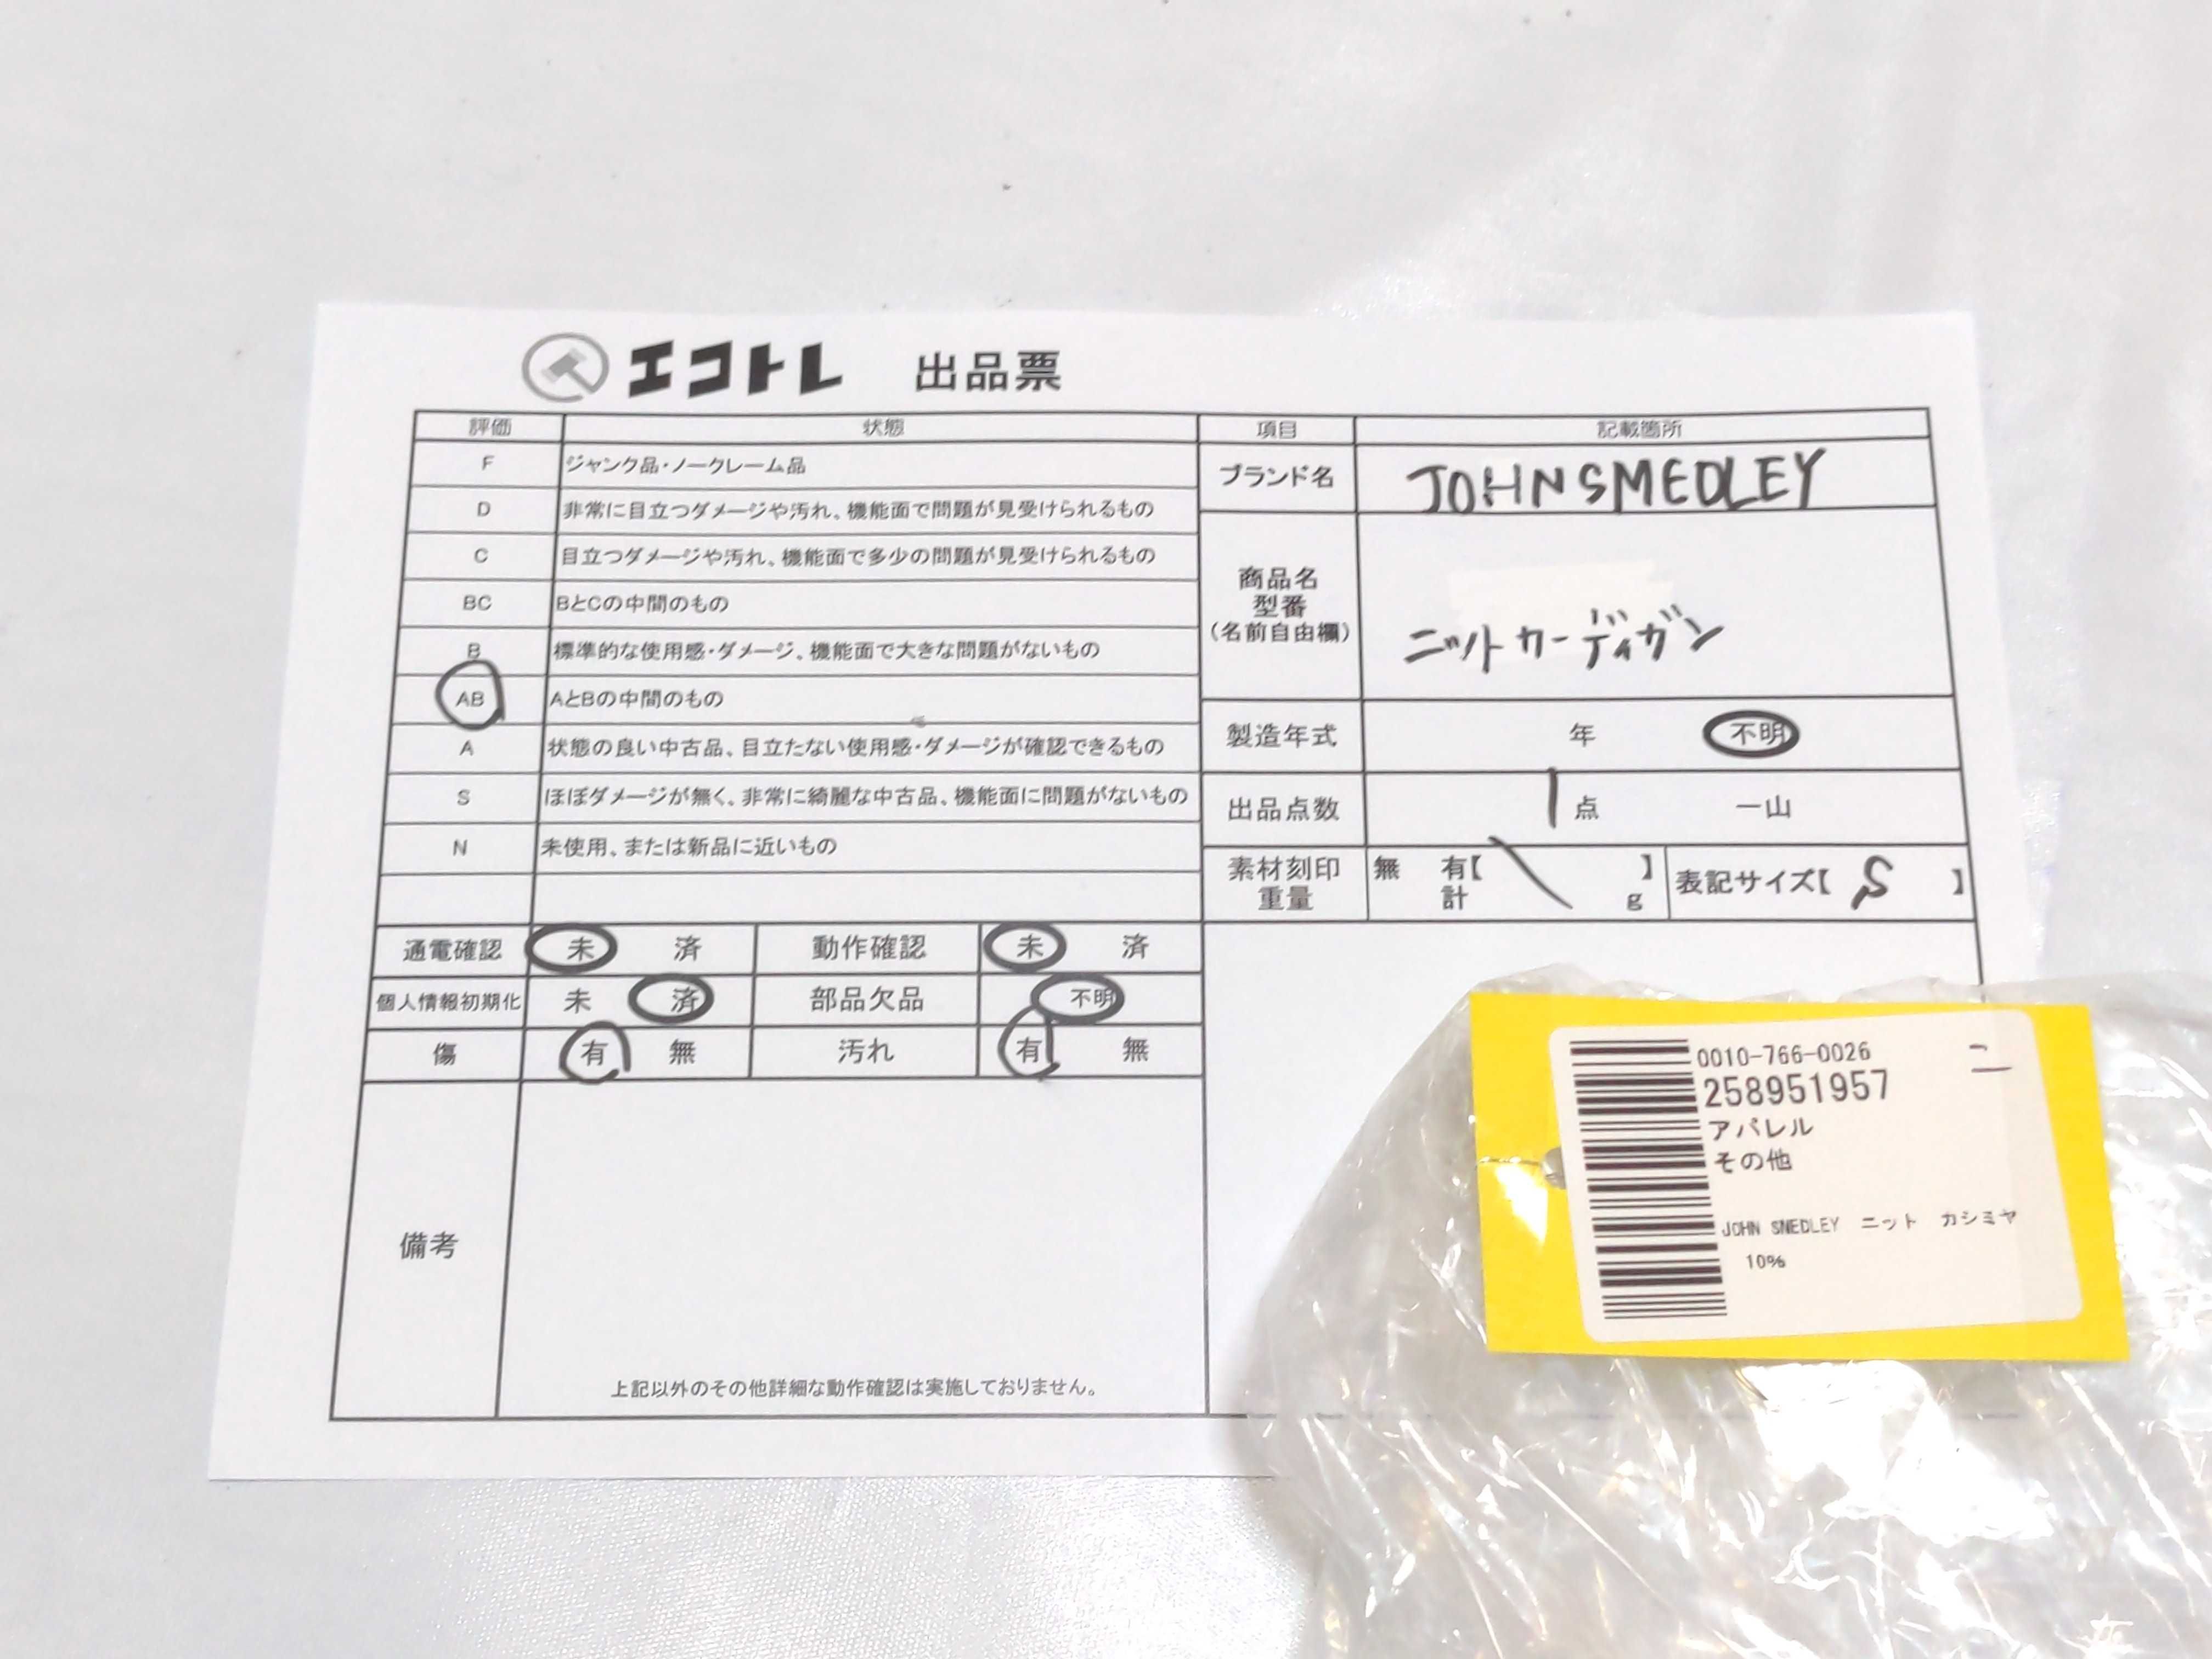 エコトレ 出品票
評価 状態 項目 記載箇所
F ジャンク品・ノークレーム品
D 非常に目立つダメージや汚れ、機能面で問題が見受けられるもの
C 目立つダメージや汚れ、機能面で多少の問題が見受けられるもの
BC BとCの中間のもの
B 標準的な使用感・ダメージ、機能面で大きな問題がないもの
AB AとBの中間のもの
A 状態の良い中古品、目立たない使用感・ダメージが確認できるもの
S ほぼダメージが無く、非常に綺麗な中古品、機能面に問題がないもの
N 未使用、または新品に近いもの
ブランド名 JOHNSMEDLEY
商品名
型番
(名前自由欄)
ニットカーディガン
製造年式 年 不明
出品点数 1点 一山
素材刻印 無 有【 】
重量 計 g
表記サイズ【 S 】
通電確認 未 済 動作確認 未 済
個人情報初期化 未 済 部品欠品 不明
傷 有 無 汚れ 有 無
備考
上記以外のその他詳細な動作確認は実施しておりません。
0010-766-0026 ニ
258951957
アパレル
その他
JOHN SMEDLEY ニット カシミヤ
10%